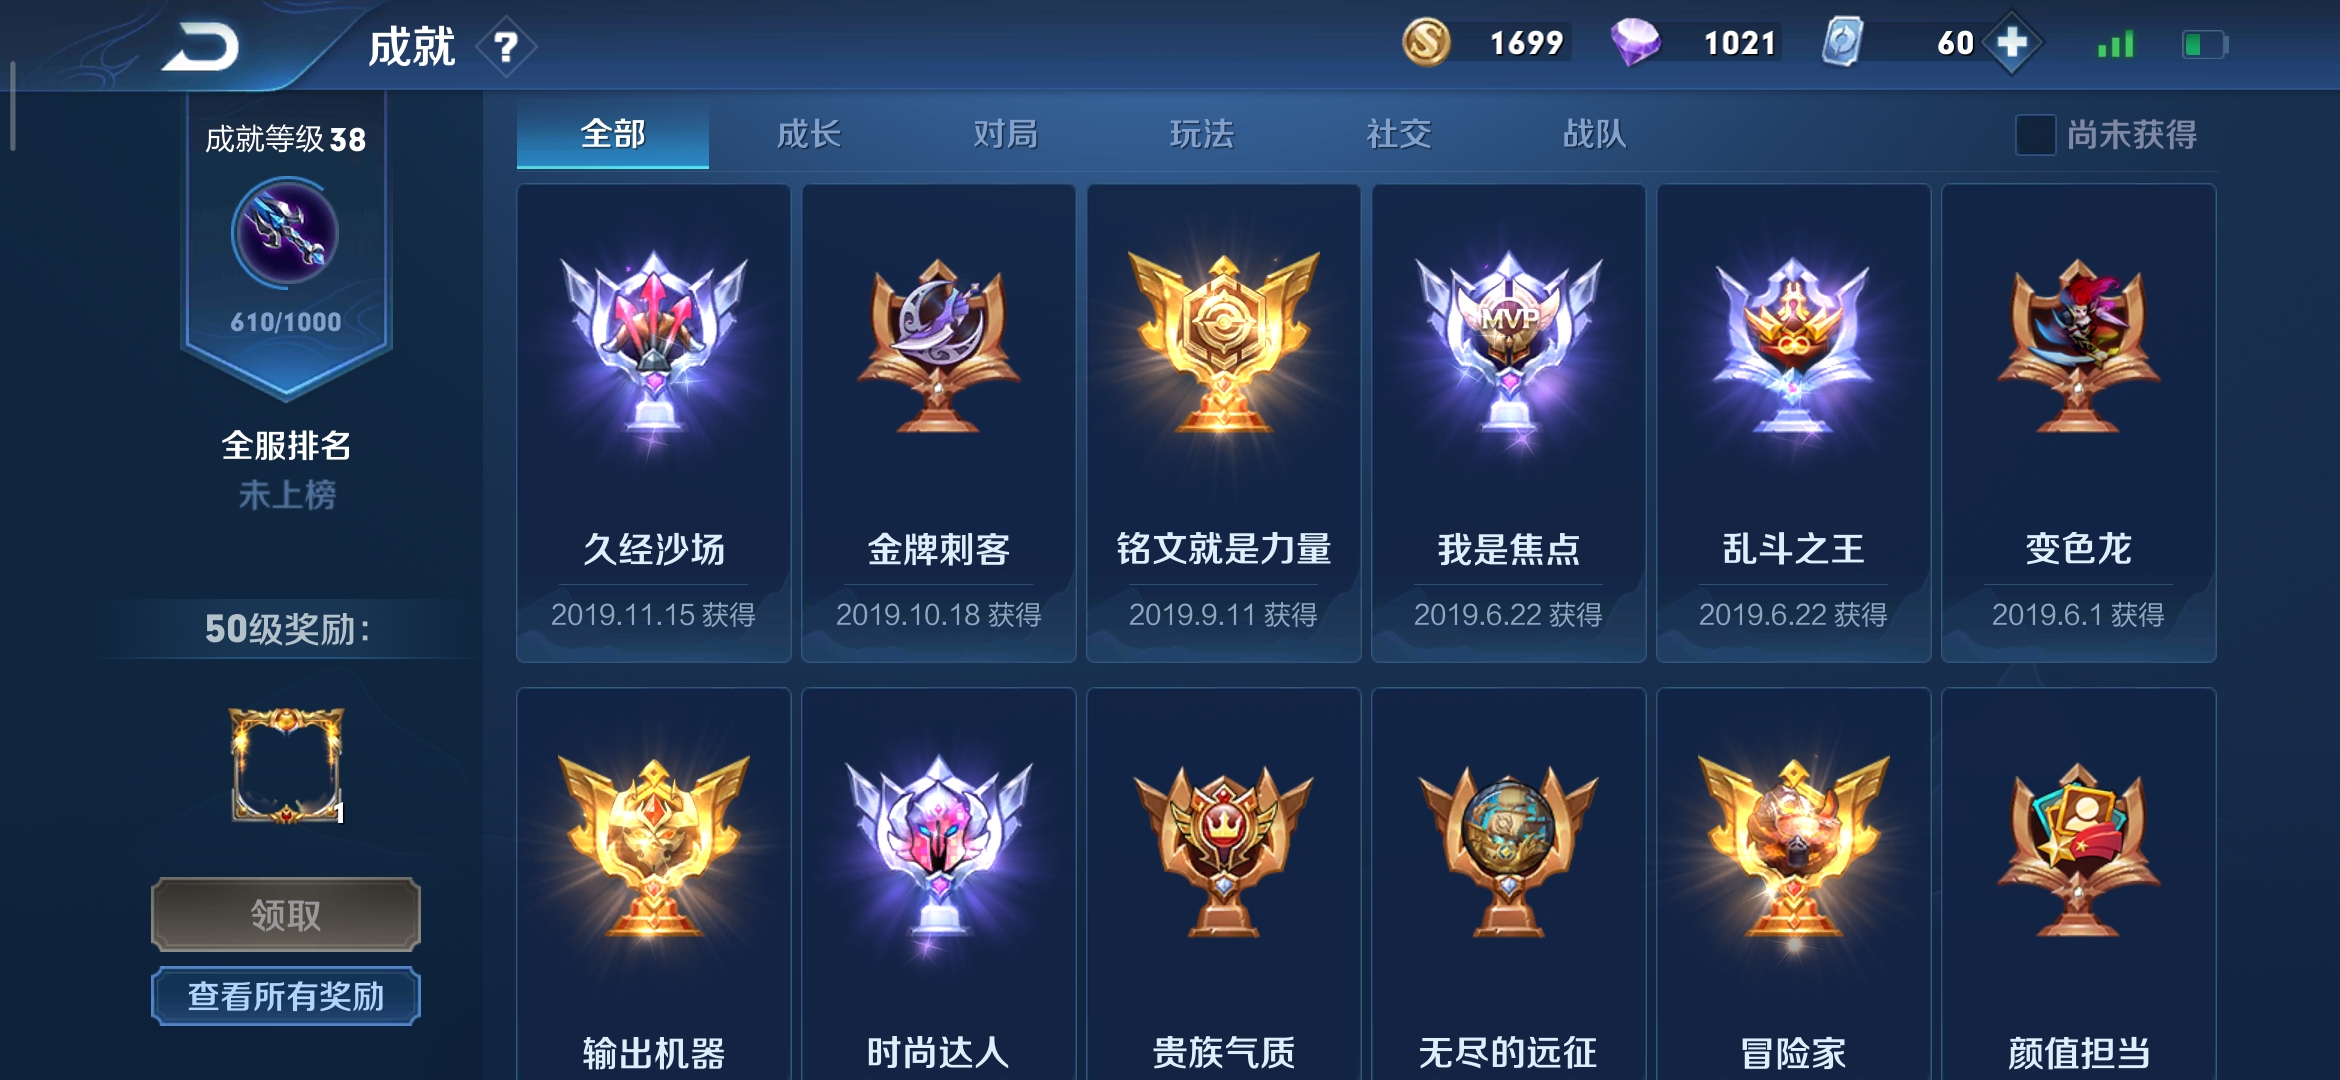 成就 ?
1699 1021 60
成就等级38
610/1000
全服排名
未上榜
50级奖励:
1
领取
查看所有奖励
全部 成长 对局 玩法 社交 战队 尚未获得
MVP
久经沙场 金牌刺客 铭文就是力量 我是焦点 乱斗之王 变色龙
2019.11.15 获得 2019.10.18 获得 2019.9.11 获得 2019.6.22 获得 2019.6.22 获得 2019.6.1 获得
输出机器 时尚达人 贵族气质 无尽的远征 冒险家 颜值担当